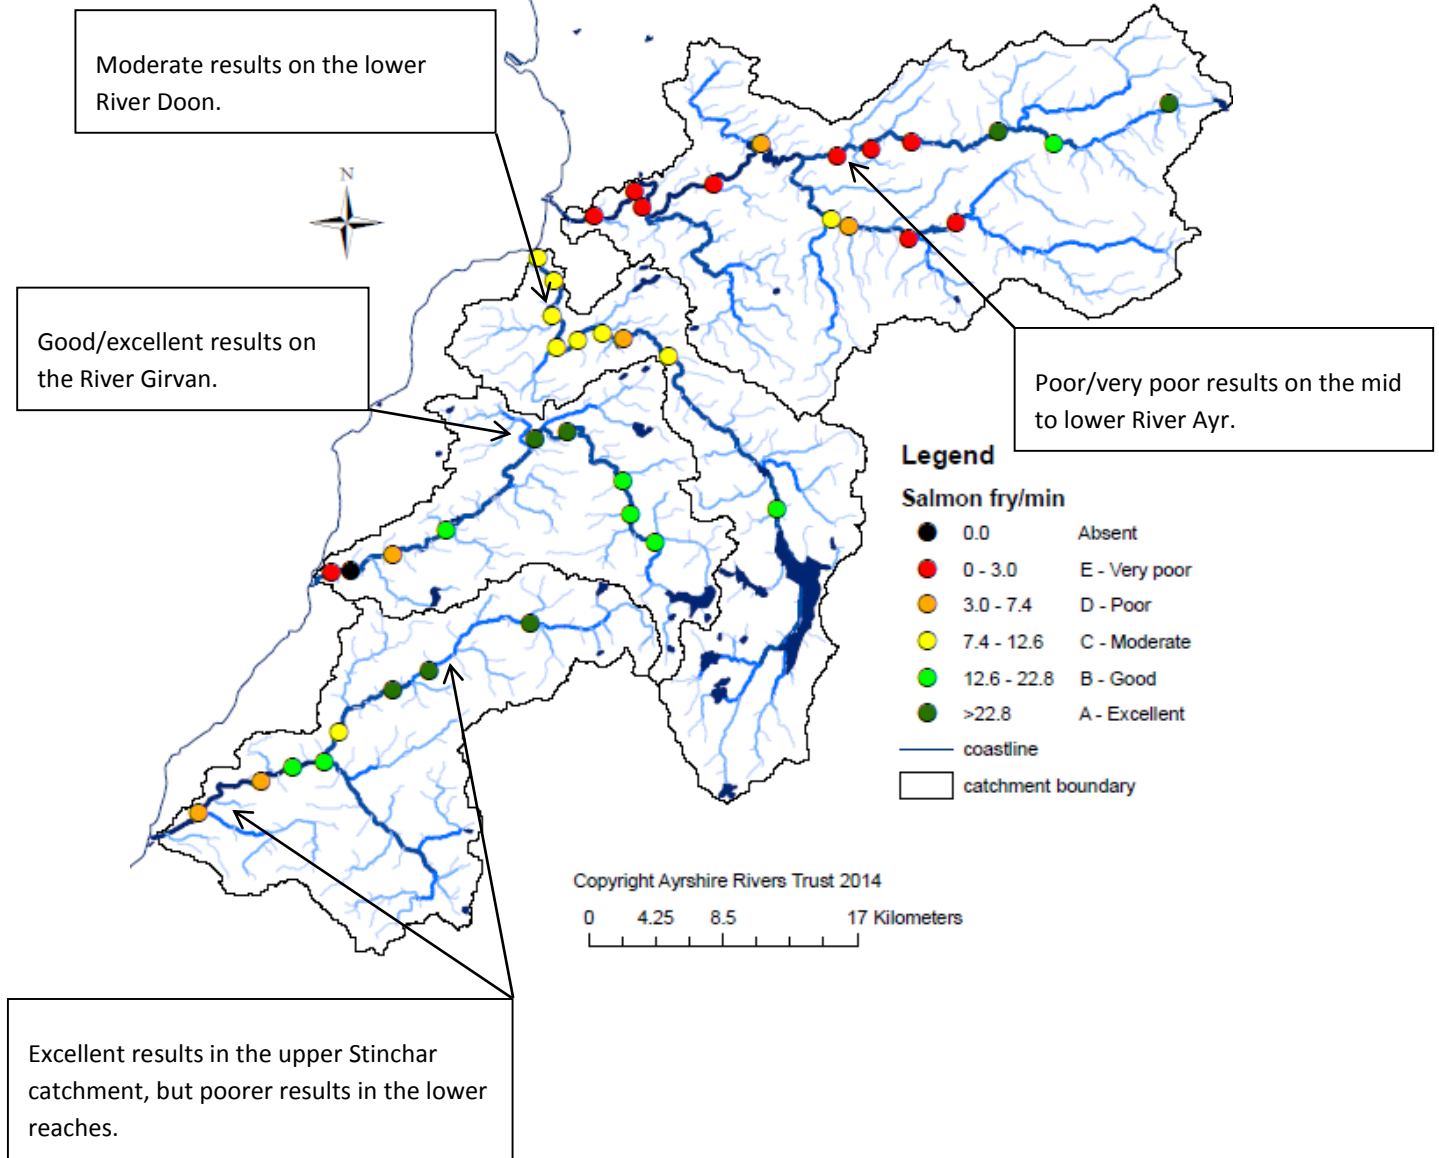 Moderate results on the lower
River Doon.
N
Good/excellent results on
the River Girvan.
Poor/very poor results on the mid
to lower River Ayr.
Legend
Salmon fry/min
0.0 Absent
0 - 3.0 E - Very poor
3.0 - 7.4 D - Poor
7.4 - 12.6 C - Moderate
12.6 - 22.8 B - Good
>22.8 A - Excellent
coastline
catchment boundary
Copyright Ayrshire Rivers Trust 2014
0 4.25 8.5 17 Kilometers
Excellent results in the upper Stinchar
catchment, but poorer results in the lower
reaches.